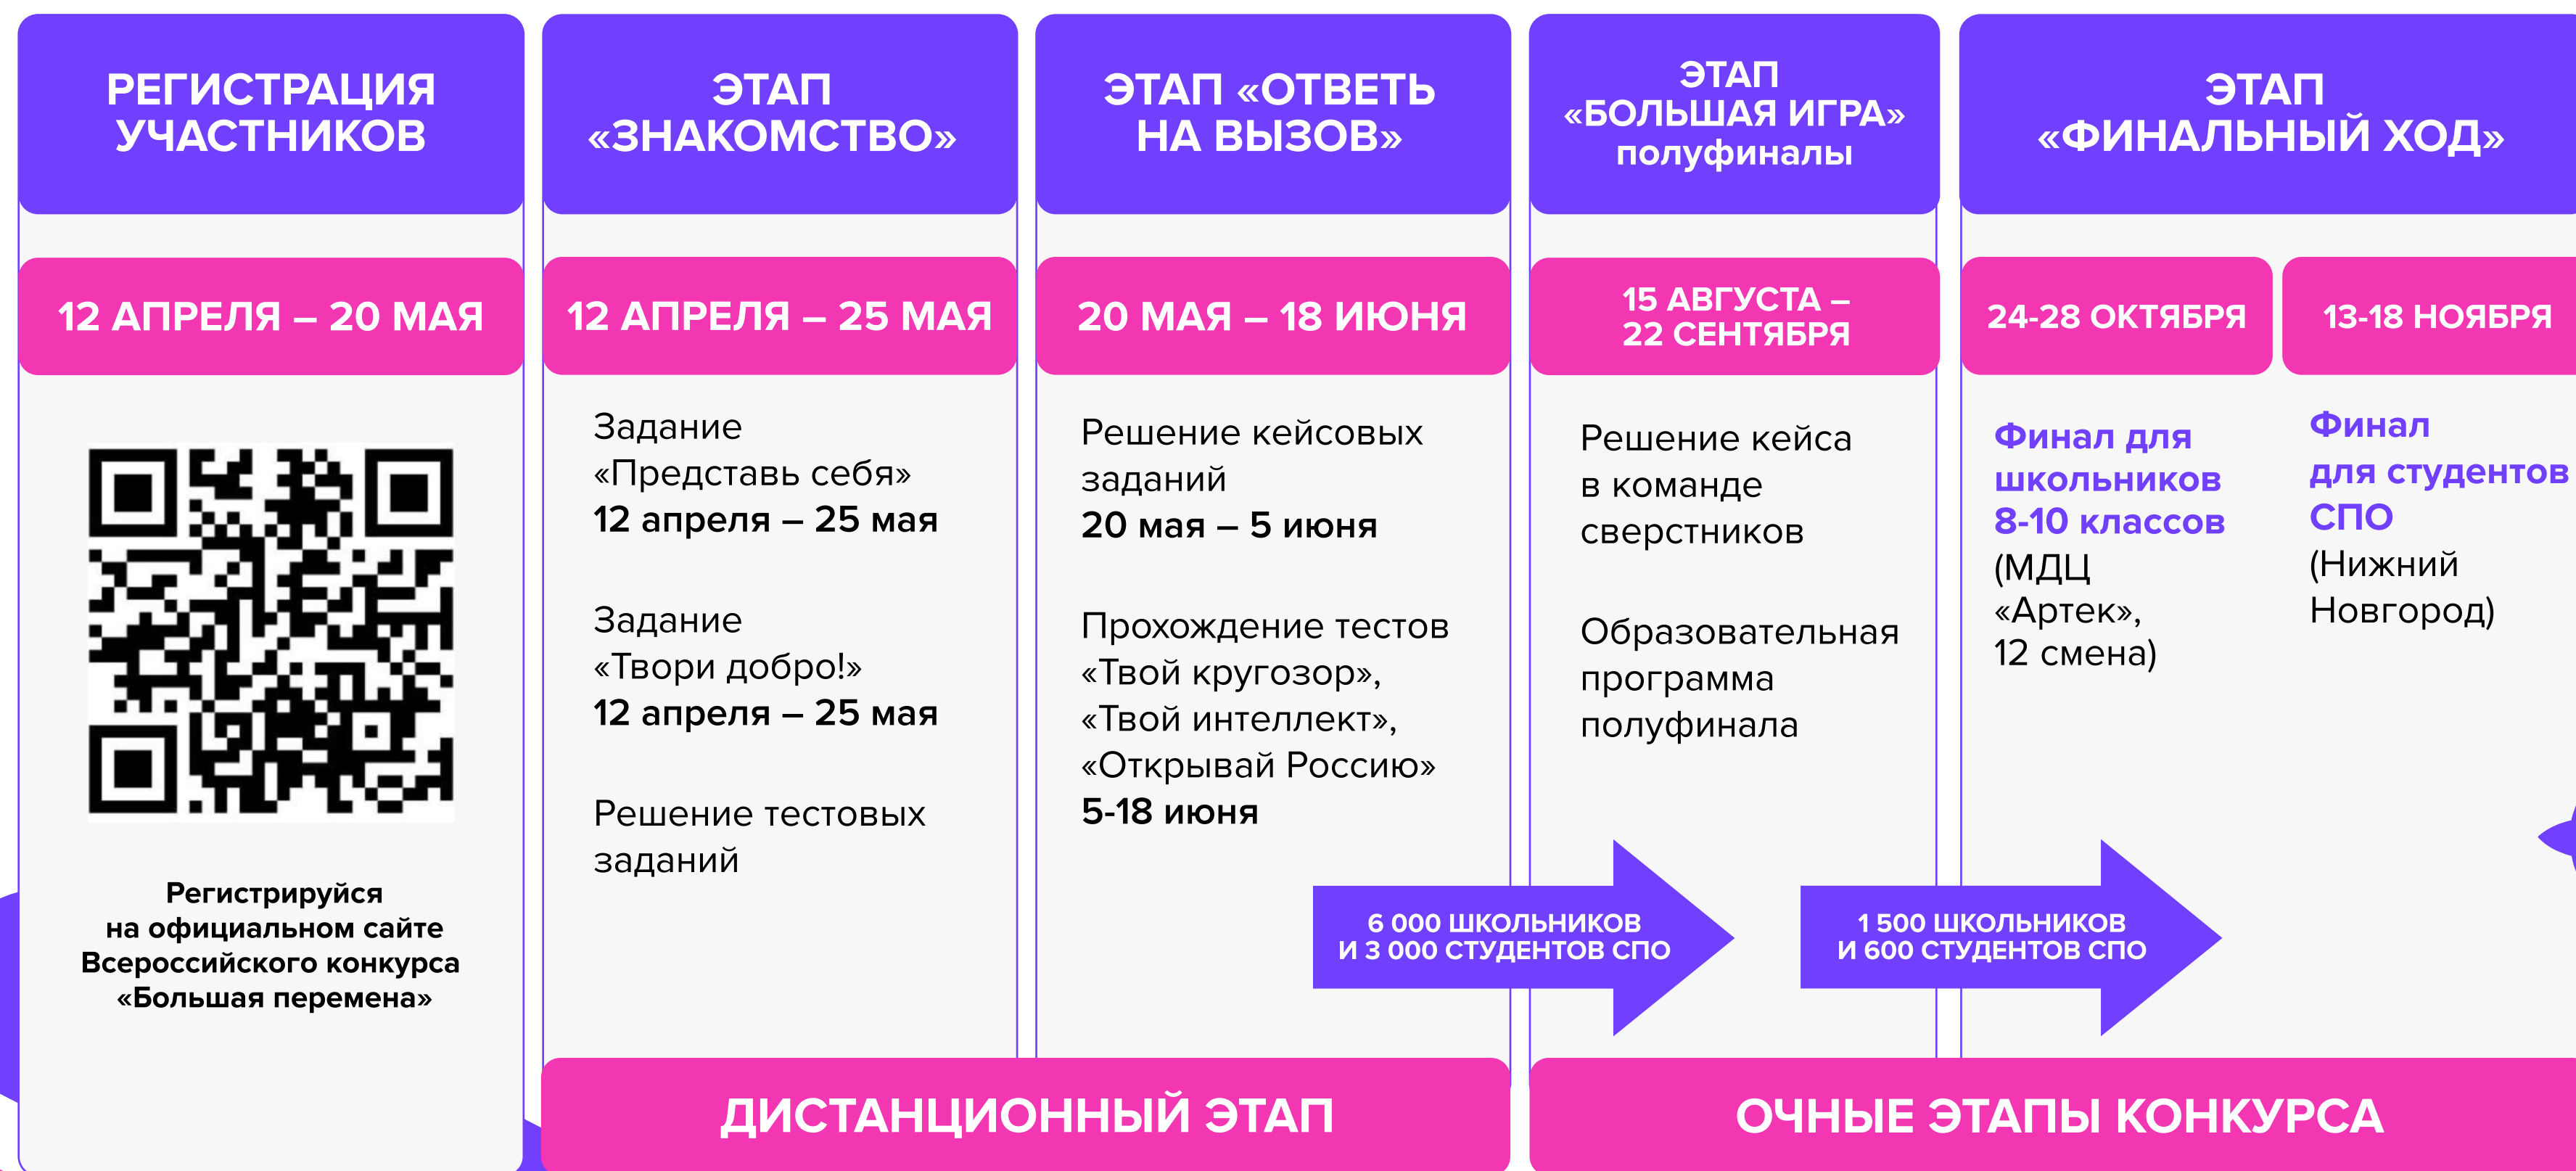 РЕГИСТРАЦИЯ
УЧАСТНИКОВ
12 АПРЕЛЯ – 20 МАЯ
Регистрируйся
на официальном сайте
Всероссийского конкурса
«Большая перемена»
ЭТАП
«ЗНАКОМСТВО»
12 АПРЕЛЯ – 25 МАЯ
Задание
«Представь себя»
12 апреля – 25 мая
Задание
«Твори добро!»
12 апреля – 25 мая
Решение тестовых
заданий
ЭТАП «ОТВЕТЬ
НА ВЫЗОВ»
20 МАЯ – 18 ИЮНЯ
Решение кейсовых
заданий
20 мая – 5 июня
Прохождение тестов
«Твой кругозор»,
«Твой интеллект»,
«Открывай Россию»
5-18 июня
6 000 ШКОЛЬНИКОВ
И 3 000 СТУДЕНТОВ СПО
ДИСТАНЦИОННЫЙ ЭТАП
ЭТАП
«БОЛЬШАЯ ИГРА»
полуфиналы
15 АВГУСТА –
22 СЕНТЯБРЯ
Решение кейса
в команде
сверстников
Образовательная
программа
полуфинала
1 500 ШКОЛЬНИКОВ
И 600 СТУДЕНТОВ СПО
ЭТАП
«ФИНАЛЬНЫЙ ХОД»
24-28 ОКТЯБРЯ
Финал для
школьников
8-10 классов
(МДЦ
«Артек»,
12 смена)
13-18 НОЯБРЯ
Финал
для студентов
СПО
(Нижний
Новгород)
ОЧНЫЕ ЭТАПЫ КОНКУРСА